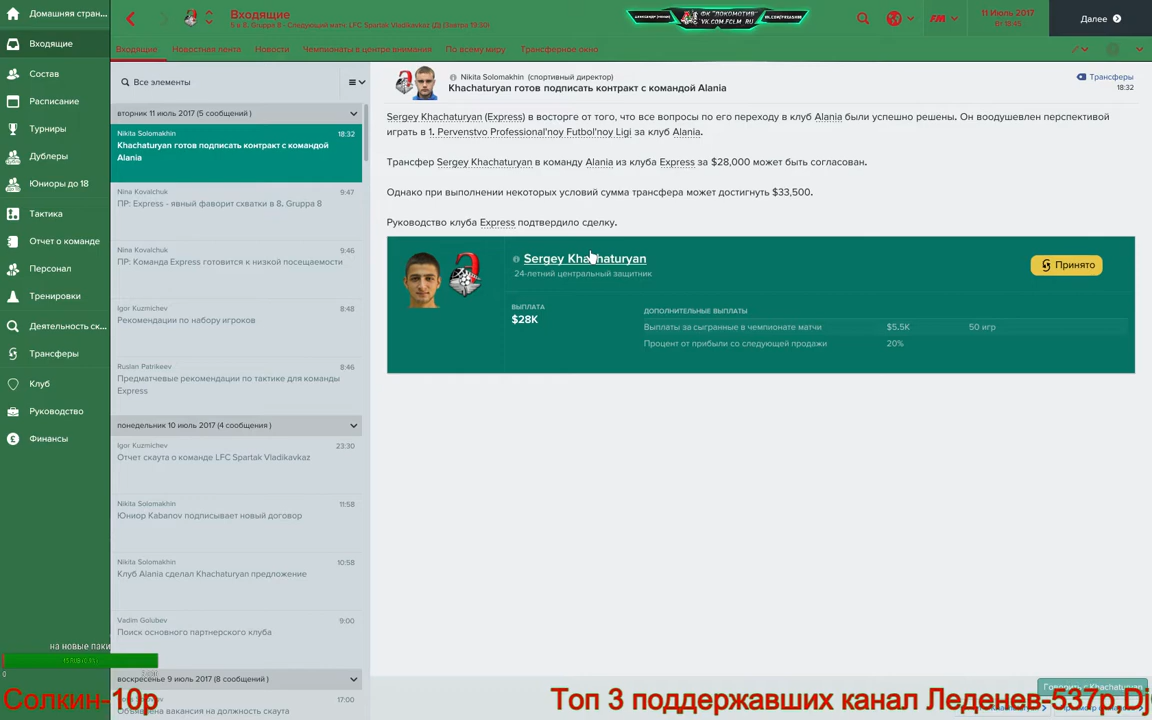 Домашняя стран...
Входящие
Состав
Расписание
Турниры
Дублеры
Юниоры до 18
Тактика
Отчет о команде
Персонал
Тренировки
Деятельность ск...
Трансферы
Клуб
Руководство
Финансы
Входящие
11 Июль 2017
FM
Далее
Входящие
Новостная лента
Новости
Чемпионаты в центре внимания
По всему миру
Трансферное окно
Все элементы
вторник 11 июль 2017 (5 сообщений )
Nikita Solomakhin
18:32
Khachaturyan готов подписать контракт с командой
Alania
Nina Kovalchuk
9:47
ПР: Express - явный фаворит схватки в 8. Gruppa 8
Nina Kovalchuk
9:46
ПР: Команда Express готовится к низкой посещаемости
Igor Kuzmichev
8:48
Рекомендации по набору игроков
Ruslan Patrikeev
8:46
Предматчевые рекомендации по тактике для команды
Express
понедельник 10 июль 2017 (4 сообщения )
Igor Kuzmichev
23:30
Отчет скаута о команде LFC Spartak Vladikavkaz
Nikita Solomakhin
11:58
Юниор Kabanov подписывает новый договор
Nikita Solomakhin
10:58
Клуб Alania сделал Khachaturyan предложение
Vadim Golubev
9:00
Поиск основного партнерского клуба
воскресенье 9 июль 2017 (8 сообщений )
17:00
Объявлена вакансия на должность скаута
Nikita Solomakhin (спортивный директор)
Khachaturyan готов подписать контракт с командой Alania
Трансферы
18:32
Sergey Khachaturyan (Express) в восторге от того, что все вопросы по его переходу в клуб Alania были успешно решены. Он воодушевлен перспективой
играть в 1. Pervenstvo Professional'noy Futbol'noy Ligi за клуб Alania.
Трансфер Sergey Khachaturyan в команду Alania из клуба Express за $28,000 может быть согласован.
Однако при выполнении некоторых условий сумма трансфера может достигнуть $33,500.
Руководство клуба Express подтвердило сделку.
Sergey Khachaturyan
24-летний центральный защитник
Принято
ВЫПЛАТА
$28K
ДОПОЛНИТЕЛЬНЫЕ ВЫПЛАТЫ
Выплаты за сыгранные в чемпионате матчи
$5.5K
50 игр
Процент от прибыли со следующей продажи
20%
на новые паки
Солкин-10р
Топ 3 поддержавших канал Леденев-537р,Dj